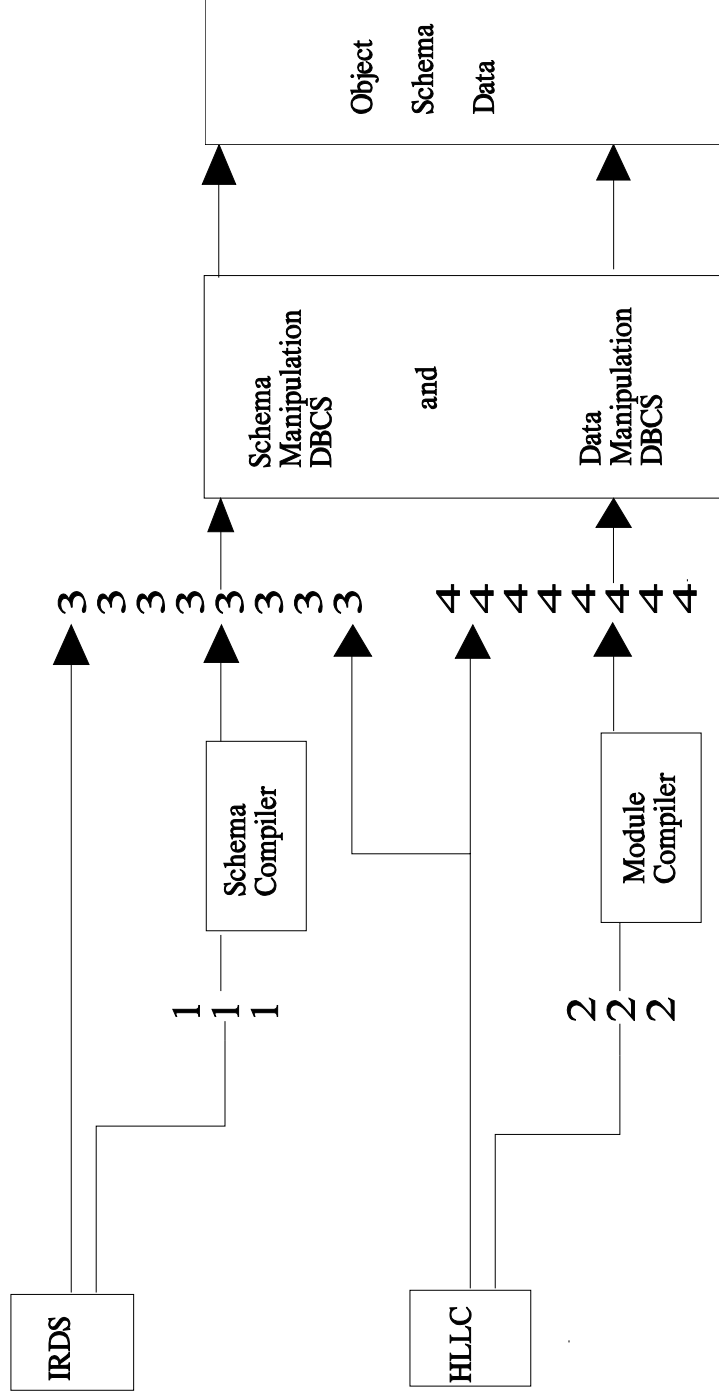 IRDS
1
1
1
Schema
Compiler
3
3
3
3
3
3
3
3
HLLC
2
2
2
Module
Compiler
4
4
4
4
4
4
4
4
Schema
Manipulation
DBCS
and
Data
Manipulation
DBCS
Object
Schema
Data